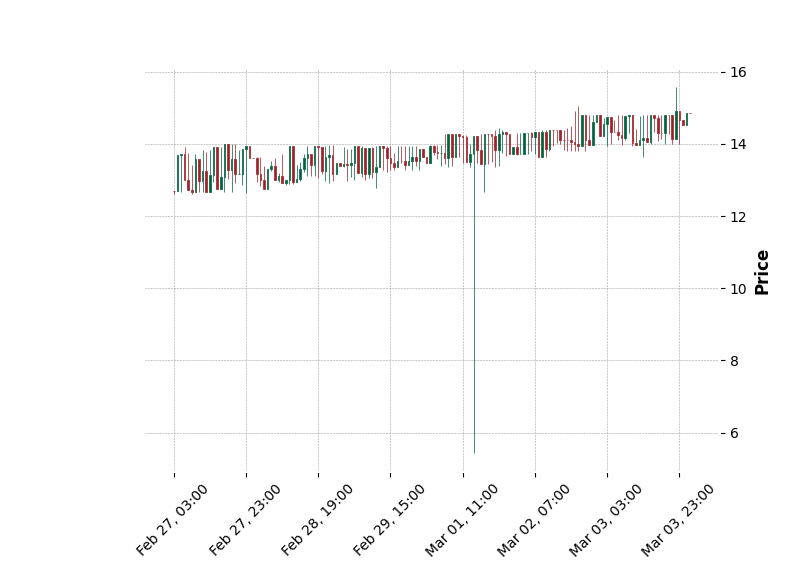 16
14
12
10
8
6
Price
Feb 27, 03:00
Feb 27, 23:00
Feb 28, 19:00
Feb 29, 15:00
Mar 01, 11:00
Mar 02, 07:00
Mar 03, 03:00
Mar 03, 23:00